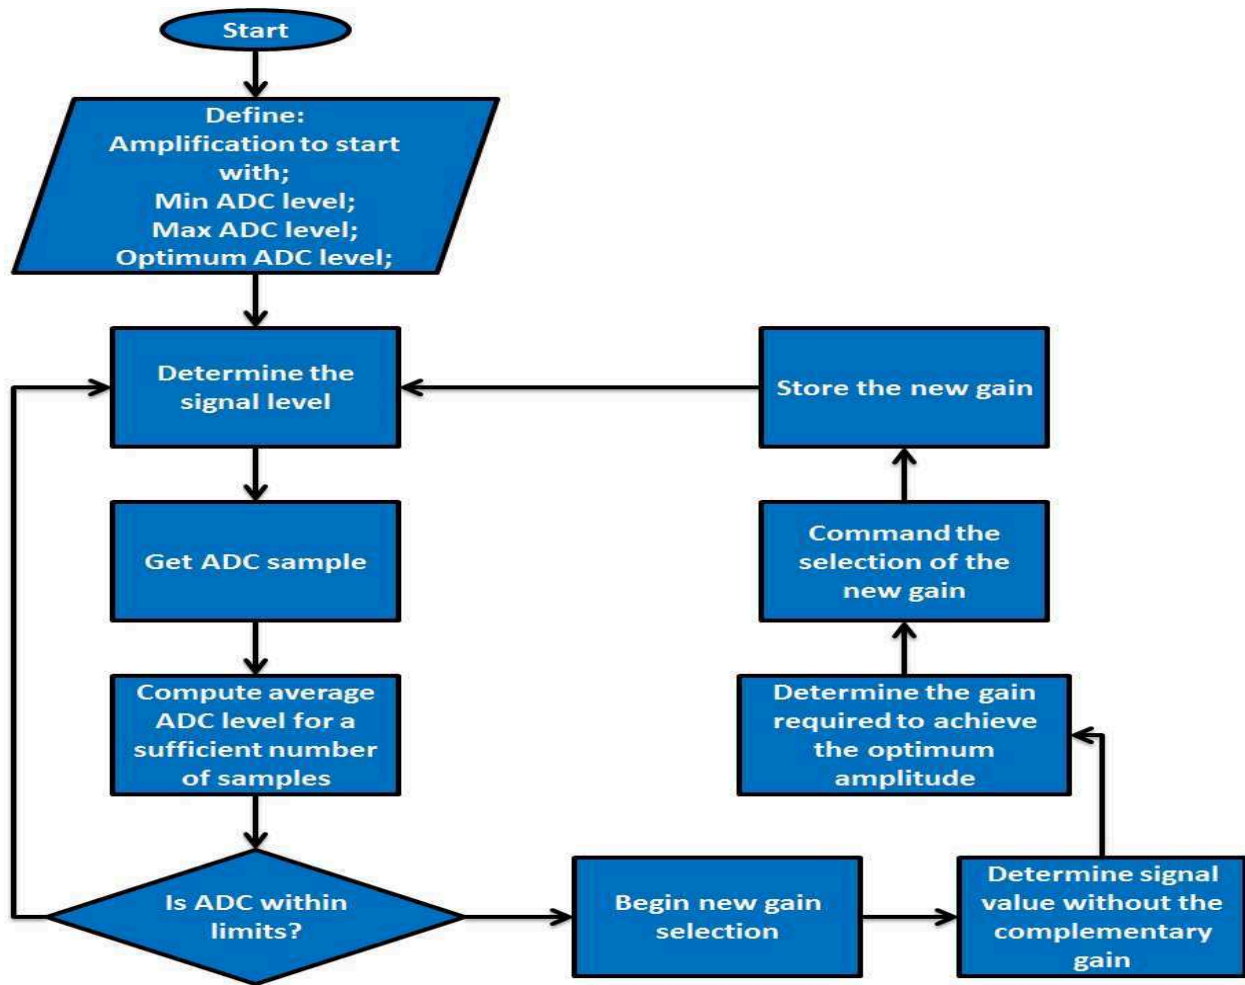 Start
Define:
Amplification to start
with;
Min ADC level;
Max ADC level;
Optimum ADC level;
Determine the
signal level
Get ADC sample
Compute average
ADC level for a
sufficient number
of samples
Is ADC within
limits?
Begin new gain
selection
Determine signal
value without the
complementary
gain
Determine the gain
required to achieve
the optimum
amplitude
Command the
selection of the
new gain
Store the new gain